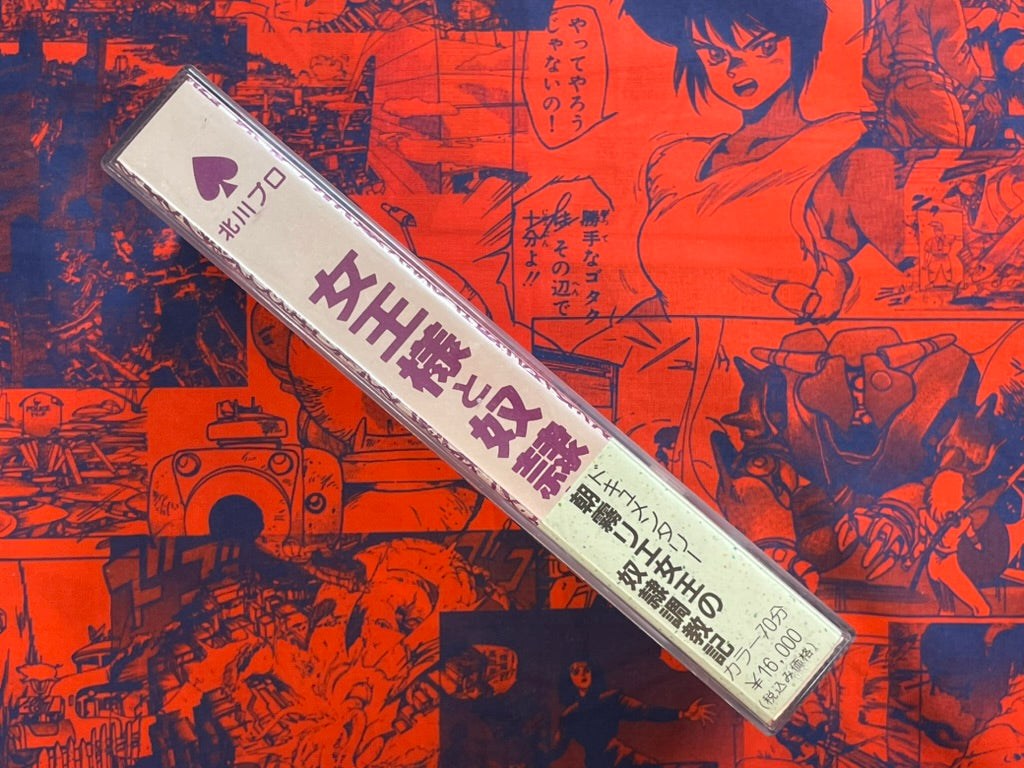 北川プロ
女王様と奴隷
ドキュメンタリー
朝霧リエ女王の
奴隷調教記
カラー70分
¥16,000
(税込み価格)
やってやろう
じゃないの！
勝手なゴタク
は その辺で
十分よ!!
POLICE